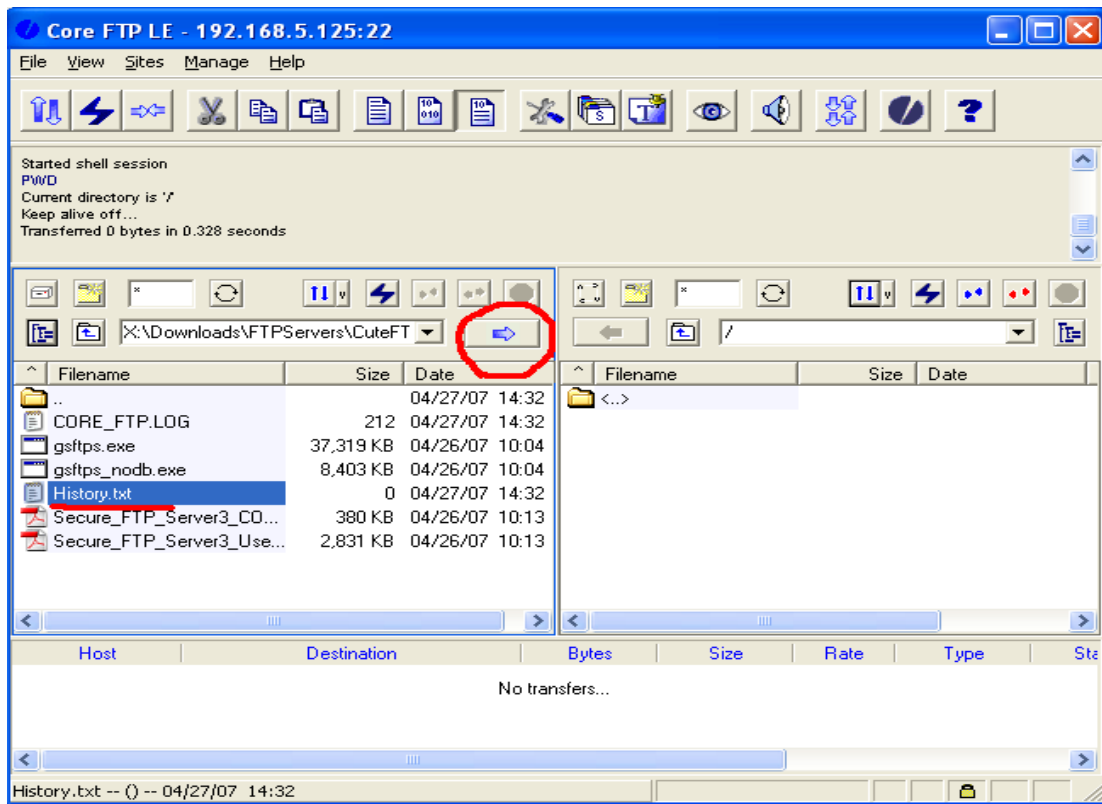 Core FTP LE - 192.168.5.125:22
File View Sites Manage Help
Started shell session
PWD
Current directory is '/'
Keep alive off...
Transferred 0 bytes in 0.328 seconds
X:\Downloads\FTPServers\CuteFT
/
^ Filename Size Date
.. 04/27/07 14:32
CORE_FTP.LOG 212 04/27/07 14:32
gsftps.exe 37,319 KB 04/26/07 10:04
gsftps_nodb.exe 8,403 KB 04/26/07 10:04
History.txt 0 04/27/07 14:32
Secure_FTP_Server3_CO... 380 KB 04/26/07 10:13
Secure_FTP_Server3_Use... 2,831 KB 04/26/07 10:13
^ Filename Size Date
<..>
Host Destination Bytes Size Rate Type Sta
No transfers...
History.txt -- () -- 04/27/07 14:32